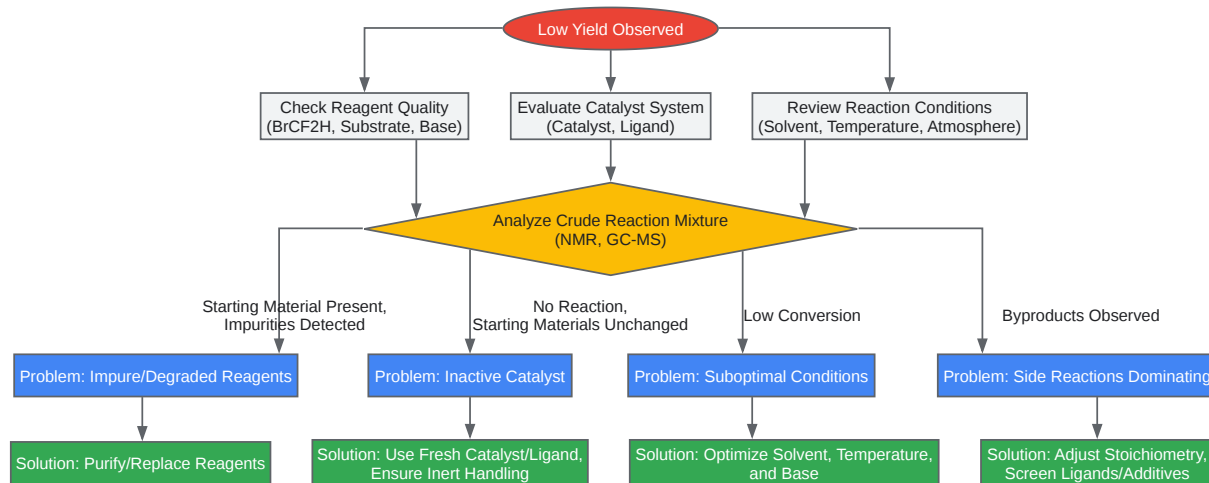 Low Yield Observed
Check Reagent Quality
(BrCF2H, Substrate, Base)
Evaluate Catalyst System
(Catalyst, Ligand)
Review Reaction Conditions
(Solvent, Temperature, Atmosphere)
Analyze Crude Reaction Mixture
(NMR, GC-MS)
Starting Material Present,
Impurities Detected
No Reaction,
Starting Materials Unchanged
Low Conversion
Byproducts Observed
Problem: Impure/Degraded Reagents
Problem: Inactive Catalyst
Problem: Suboptimal Conditions
Problem: Side Reactions Dominating
Solution: Purify/Replace Reagents
Solution: Use Fresh Catalyst/Ligand,
Ensure Inert Handling
Solution: Optimize Solvent, Temperature,
and Base
Solution: Adjust Stoichiometry,
Screen Ligands/Additives